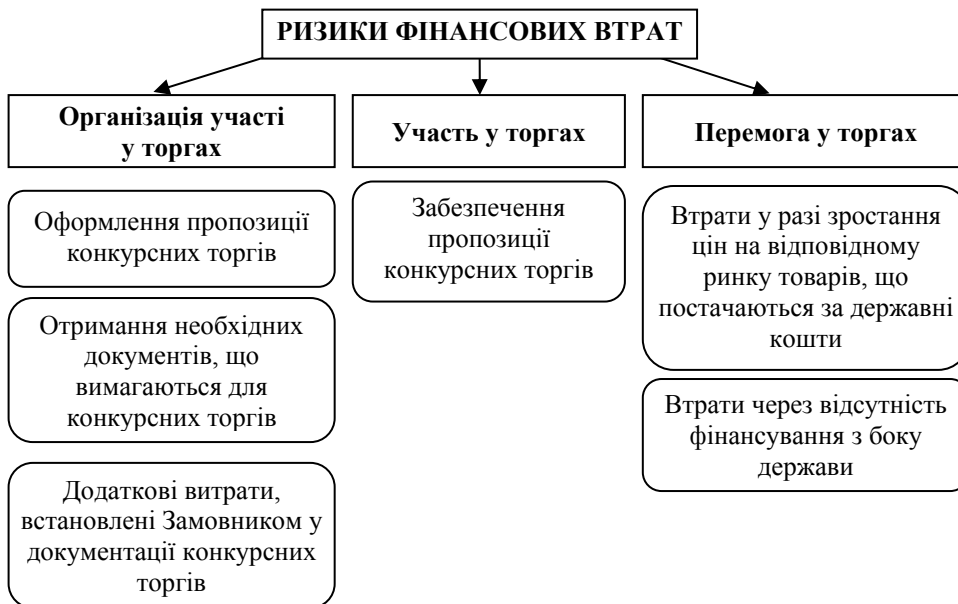 РИЗИКИ ФІНАНСОВИХ ВТРАТ
Організація участі
у торгах
Оформлення пропозиції
конкурсних торгів
Отримання необхідних
документів, що
вимагаються для
конкурсних торгів
Додаткові витрати,
встановлені Замовником у
документації конкурсних
торгів
Участь у торгах
Забезпечення
пропозиції
конкурсних торгів
Перемога у торгах
Втрати у разі зростання
цін на відповідному
ринку товарів, що
постачаються за державні
кошти
Втрати через відсутність
фінансування з боку
держави